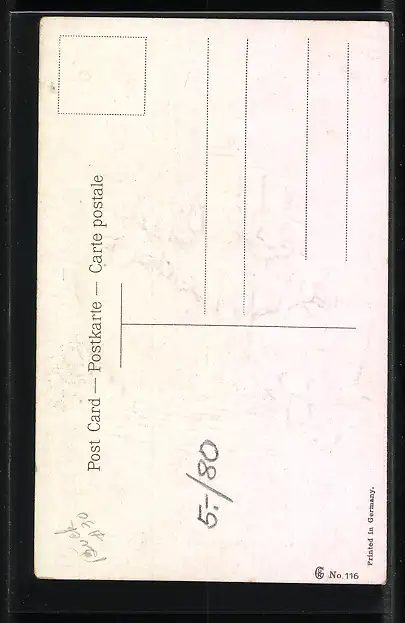 Post Card — Postkarte — Carte postale
5.-/80
No. 116
Printed in Germany.